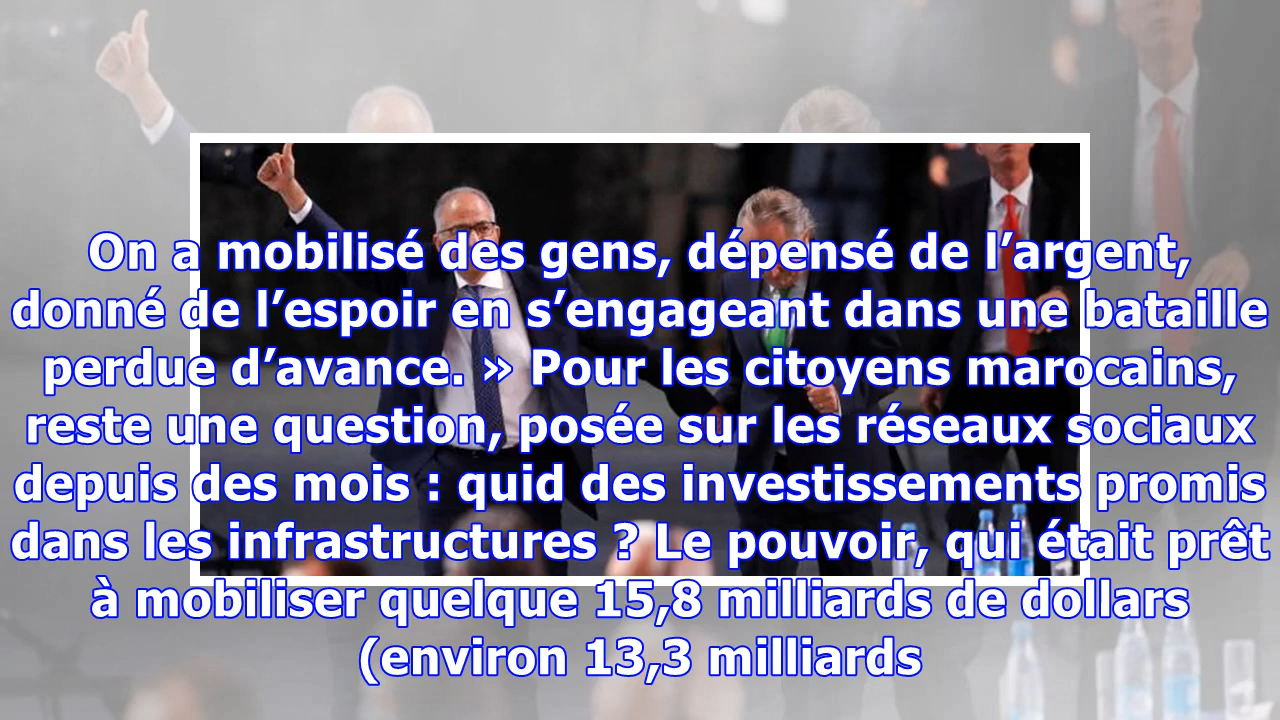 On a mobilisé des gens, dépensé de l’argent,
donné de l’espoir en s’engageant dans une bataille
perdue d’avance. » Pour les citoyens marocains,
reste une question, posée sur les réseaux sociaux
depuis des mois : quid des investissements promis
dans les infrastructures ? Le pouvoir, qui était prêt
à mobiliser quelque 15,8 milliards de dollars
(environ 13,3 milliards